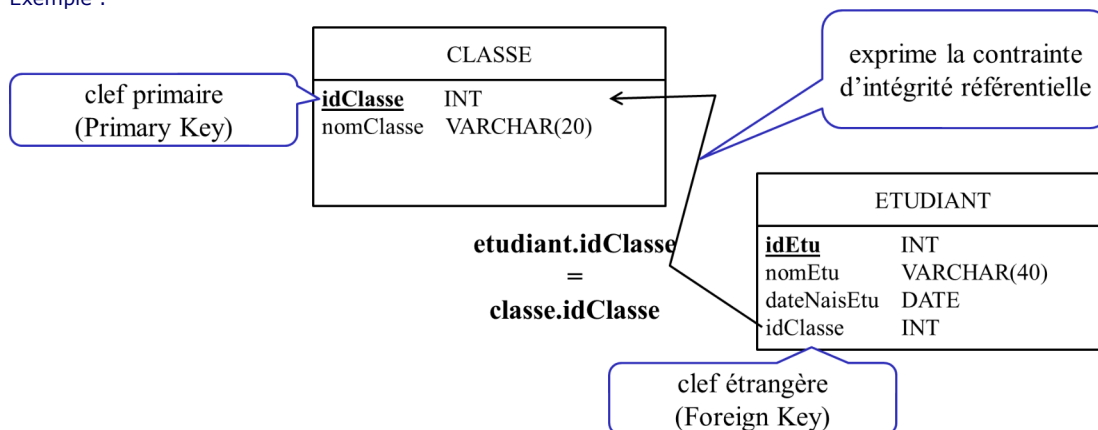 Exemple :
CLASSE
idClasse INT
nomClasse VARCHAR(20)
clef primaire
(Primary Key)
exprime la contrainte
d'intégrité référentielle
etudiant.idClasse
=
classe.idClasse
ETUDIANT
idEtu INT
nomEtu VARCHAR(40)
dateNaisEtu DATE
idClasse INT
clef étrangère
(Foreign Key)